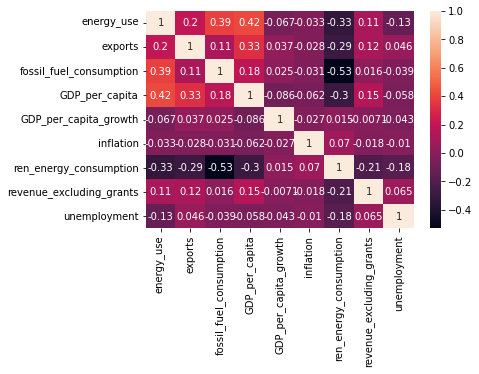 energy_use 1 0.2 0.39 0.42 -0.067 -0.033 -0.33 0.11 -0.13
exports 0.2 1 0.11 0.33 0.037 -0.028 -0.29 0.12 0.046
fossil_fuel_consumption 0.39 0.11 1 0.18 0.025 -0.031 -0.53 0.016 -0.039
GDP_per_capita 0.42 0.33 0.18 1 -0.086 -0.062 -0.3 0.15 -0.058
GDP_per_capita_growth -0.067 0.037 0.025 -0.086 1 -0.027 0.015 -0.0071 -0.043
inflation -0.033 -0.028 -0.031 -0.062 -0.027 1 0.07 -0.018 -0.01
ren_energy_consumption -0.33 -0.29 -0.53 -0.3 0.015 0.07 1 -0.21 -0.18
revenue_excluding_grants 0.11 0.12 0.016 0.15 -0.0071 -0.018 -0.21 1 0.065
unemployment -0.13 0.046 -0.039 -0.058 -0.043 -0.01 -0.18 0.065 1
energy_use
exports
fossil_fuel_consumption
GDP_per_capita
GDP_per_capita_growth
inflation
ren_energy_consumption
revenue_excluding_grants
unemployment
1.0
0.8
0.6
0.4
0.2
0.0
−0.2
−0.4